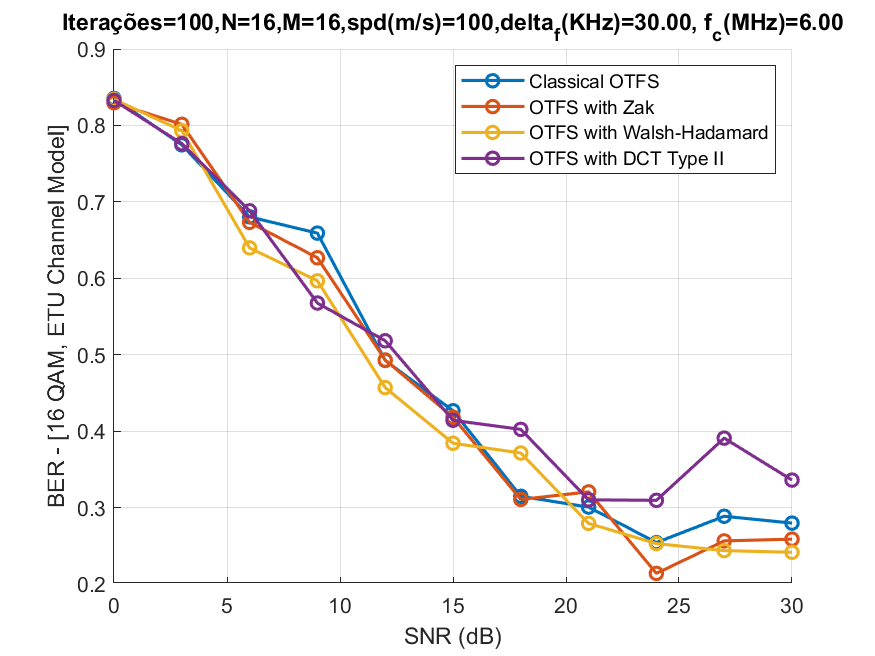 Iterações=100,N=16,M=16,spd(m/s)=100,delta_f(KHz)=30.00, f_c(MHz)=6.00
0.9
0.8
0.7
0.6
0.5
0.4
0.3
0.2
BER - [16 QAM, ETU Channel Model]
Classical OTFS
OTFS with Zak
OTFS with Walsh-Hadamard
OTFS with DCT Type II
0 5 10 15 20 25 30
SNR (dB)